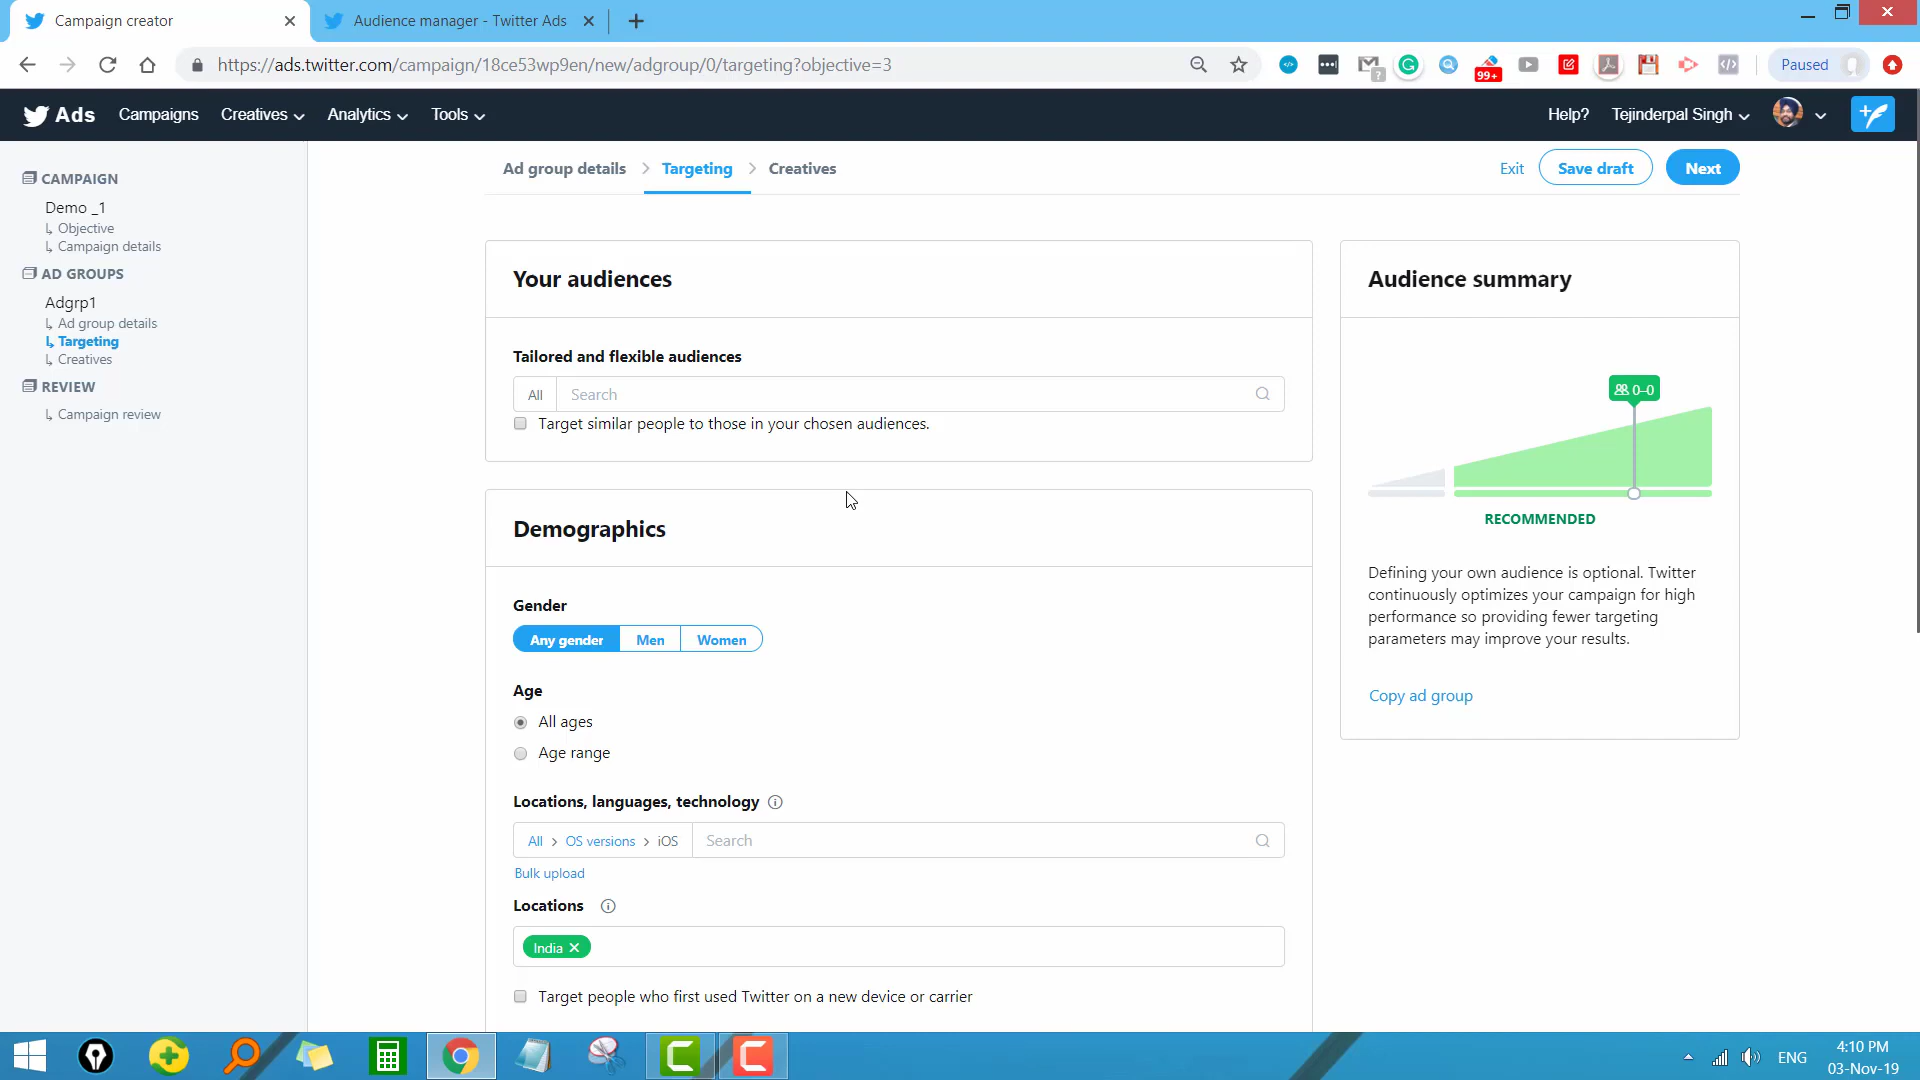 Campaign creator
Audience manager - Twitter Ads
https://ads.twitter.com/campaign/18ce53wp9en/new/adgroup/0/targeting?objective=3
?
99+
Paused
Ads
Campaigns
Creatives
Analytics
Tools
Help?
Tejinderpal Singh
CAMPAIGN
Demo _1
Objective
Campaign details
AD GROUPS
Adgrp1
Ad group details
Targeting
Creatives
REVIEW
Campaign review
Ad group details
Targeting
Creatives
Exit
Save draft
Next
Your audiences
Tailored and flexible audiences
All
Search
Target similar people to those in your chosen audiences.
Demographics
Gender
Any gender
Men
Women
Age
All ages
Age range
Locations, languages, technology
All > OS versions > iOS
Search
Bulk upload
Locations
India
Target people who first used Twitter on a new device or carrier
Audience summary
0–0
RECOMMENDED
Defining your own audience is optional. Twitter
continuously optimizes your campaign for high
performance so providing fewer targeting
parameters may improve your results.
Copy ad group
ENG
4:10 PM
03-Nov-19